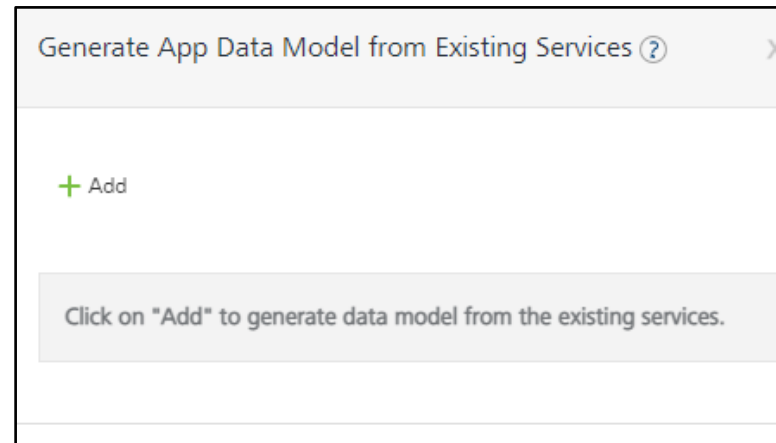 Generate App Data Model from Existing Services ?
+ Add
Click on "Add" to generate data model from the existing services.